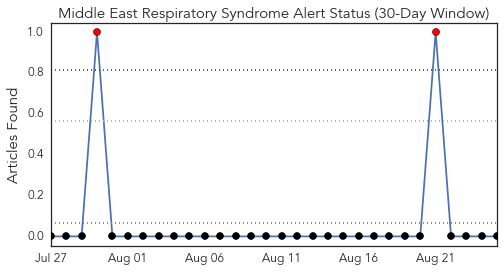 Middle East Respiratory Syndrome Alert Status (30-Day Window)
Articles Found
1.0
0.8
0.6
0.4
0.2
0.0
Jul 27 Aug 01 Aug 06 Aug 11 Aug 16 Aug 21